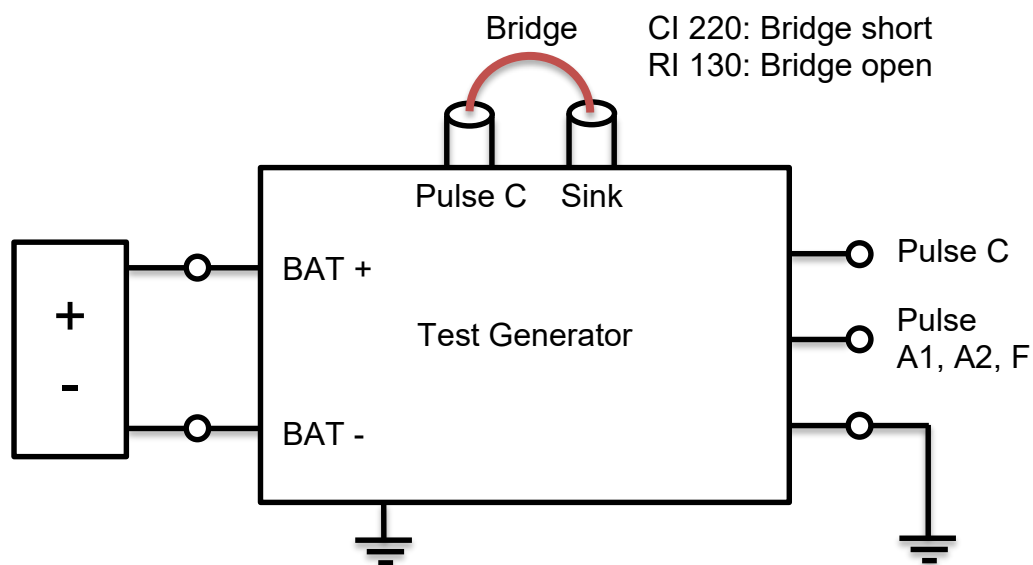 Bridge
CI 220: Bridge short
RI 130: Bridge open
Pulse C
Sink
+
-
BAT +
BAT -
Test Generator
Pulse C
Pulse
A1, A2, F